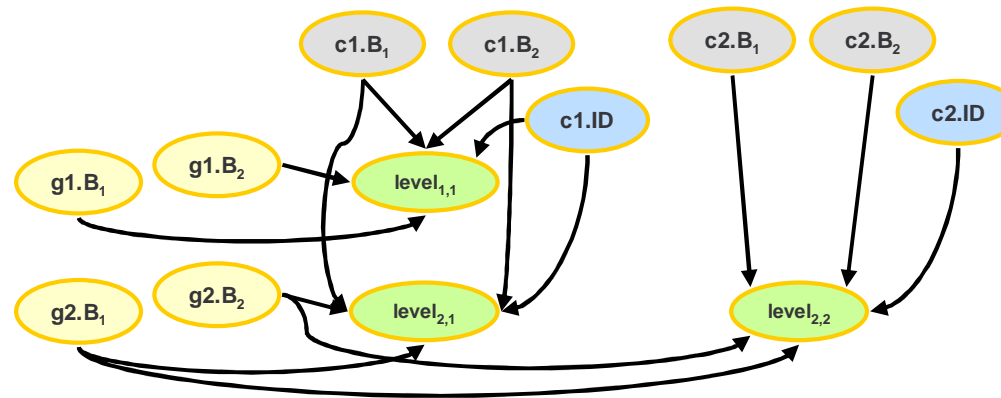 c1.B₁ c1.B₂ c2.B₁ c2.B₂
c1.ID c2.ID
g1.B₁ g1.B₂ level₁,₁
g2.B₁ g2.B₂ level₂,₁ level₂,₂